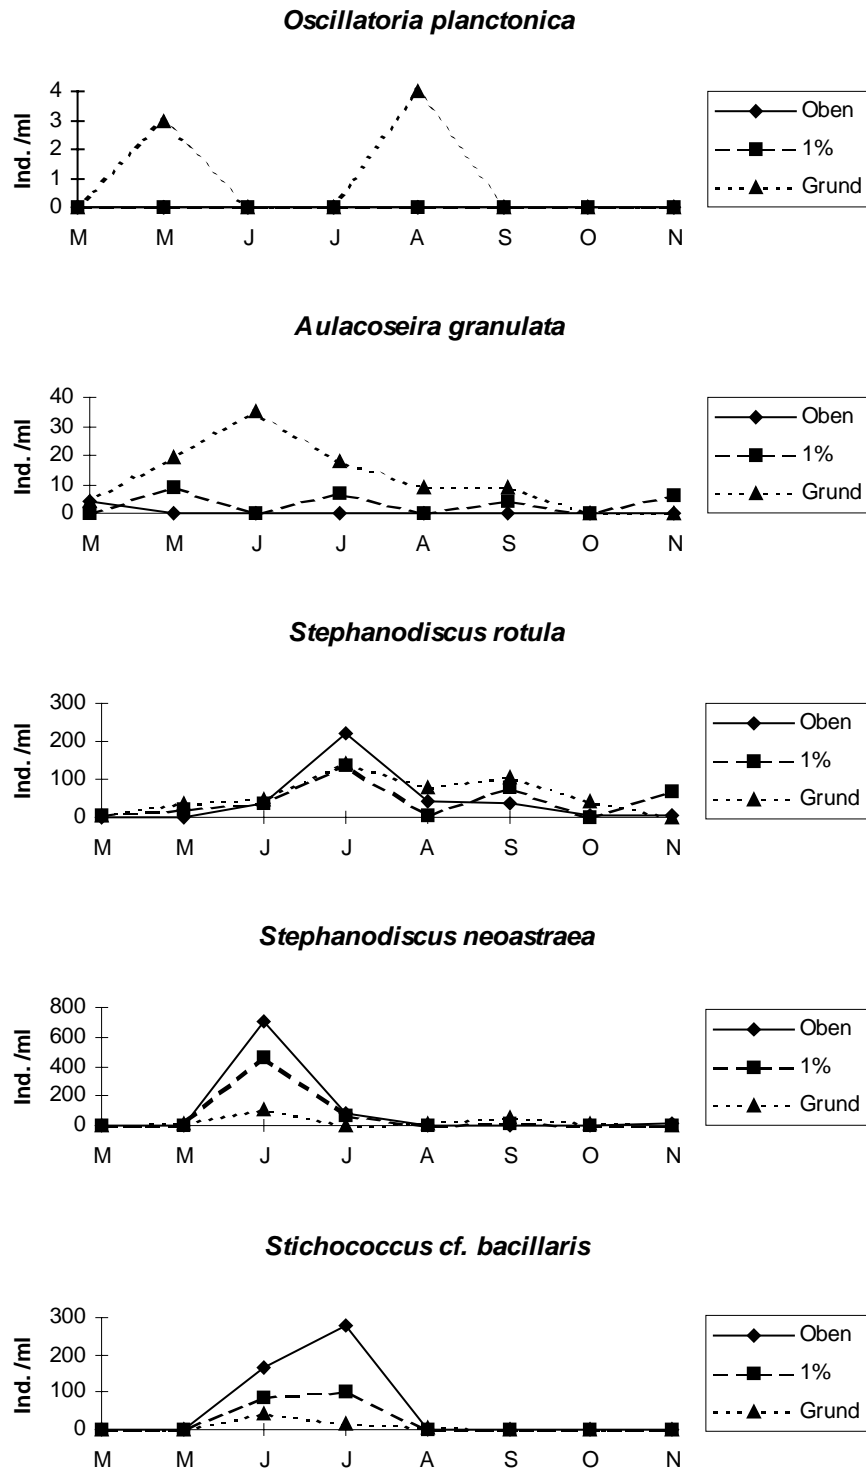 Oscillatoria planctonica
Ind. /ml
4
3
2
1
0
M M J J A S O N
Oben
1%
Grund
Aulacoseira granulata
Ind. /ml
40
30
20
10
0
M M J J A S O N
Oben
1%
Grund
Stephanodiscus rotula
Ind. /ml
300
200
100
0
M M J J A S O N
Oben
1%
Grund
Stephanodiscus neoastraea
Ind. /ml
800
600
400
200
0
M M J J A S O N
Oben
1%
Grund
Stichococcus cf. bacillaris
Ind. /ml
300
200
100
0
M M J J A S O N
Oben
1%
Grund